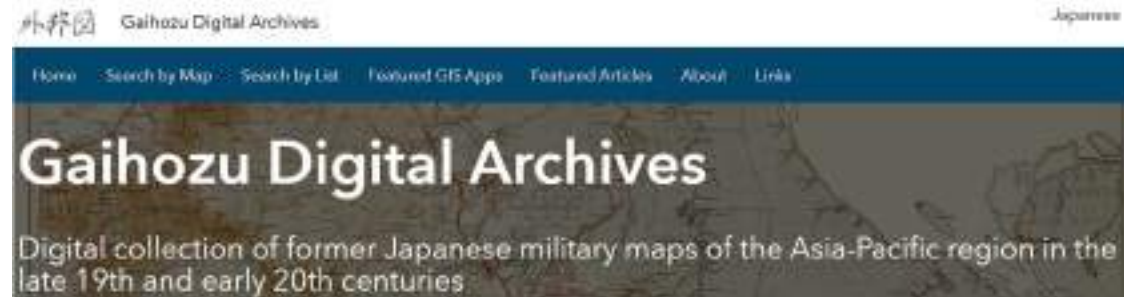 外邦図 Gaihozu Digital Archives
Japanese
Home Search by Map Search by List Featured GIS Apps Featured Articles About Links
Gaihozu Digital Archives
Digital collection of former Japanese military maps of the Asia-Pacific region in the
late 19th and early 20th centuries